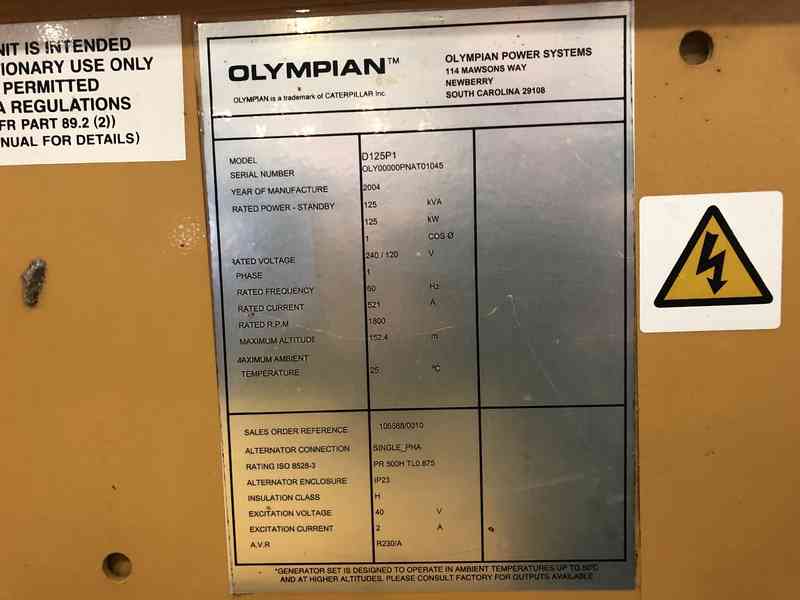 NIT IS INTENDED
IONARY USE ONLY
PERMITTED
A REGULATIONS
FR PART 89.2 (2))
NUAL FOR DETAILS)
OLYMPIAN™
OLYMPIAN is a trademark of CATERPILLAR Inc.
OLYMPIAN POWER SYSTEMS
114 MAWSONS WAY
NEWBERRY
SOUTH CAROLINA 29108
MODEL D125P1
SERIAL NUMBER OLY00000PNAT01045
YEAR OF MANUFACTURE 2004
RATED POWER - STANDBY 125 kVA
125 kW
1 COS Ø
RATED VOLTAGE 240 / 120 V
PHASE 1
RATED FREQUENCY 60 Hz
RATED CURRENT 521 A
RATED R.P.M 1800
MAXIMUM ALTITUDE 152.4 m
MAXIMUM AMBIENT
TEMPERATURE 25 ºC
SALES ORDER REFERENCE 105588/0010
ALTERNATOR CONNECTION SINGLE_PHA
RATING ISO 8528-3 PR 500H TL0.875
ALTERNATOR ENCLOSURE IP23
INSULATION CLASS H
EXCITATION VOLTAGE 40 V
EXCITATION CURRENT 2 A
A.V.R R230/A
*GENERATOR SET IS DESIGNED TO OPERATE IN AMBIENT TEMPERATURES UP TO 50ºC
AND AT HIGHER ALTITUDES. PLEASE CONSULT FACTORY FOR OUTPUTS AVAILABLE